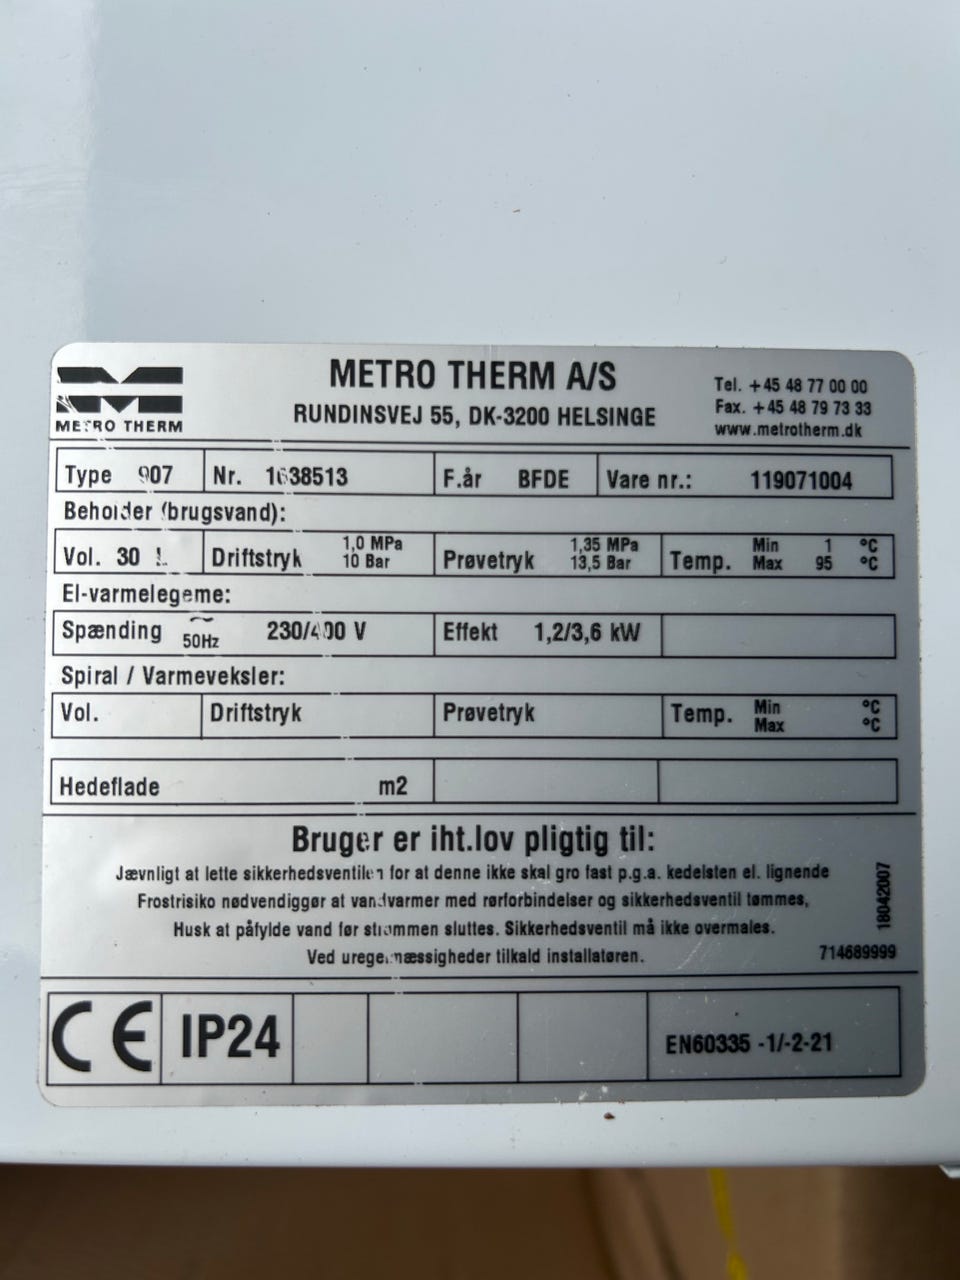 METRO THERM
METRO THERM A/S
RUNDINSVEJ 55, DK-3200 HELSINGE
Tel. +45 48 77 00 00
Fax. +45 48 79 73 33
www.metrotherm.dk
Type 907 Nr. 1638513 F.år BFDE Vare nr.: 119071004
Beholder (brugsvand):
Vol. 30 L Driftstryk 1,0 MPa 10 Bar Prøvetryk 1,35 MPa 13,5 Bar Temp. Min 1 °C Max 95 °C
El-varmelegeme:
Spænding ~ 50Hz 230/400 V Effekt 1,2/3,6 kW
Spiral / Varmeveksler:
Vol. Driftstryk Prøvetryk Temp. Min °C Max °C
Hedeflade m2
Bruger er iht.lov pligtig til:
Jævnligt at lette sikkerhedsventilen for at denne ikke skal gro fast p.g.a. kedelsten el. lignende
Frostrisiko nødvendiggør at vandvarmer med rørforbindelser og sikkerhedsventil tømmes,
Husk at påfylde vand før strømmen sluttes. Sikkerhedsventil må ikke overmales.
Ved uregelmæssigheder tilkald installatøren.
18042007
714689999
CE IP24 EN60335 -1/-2-21